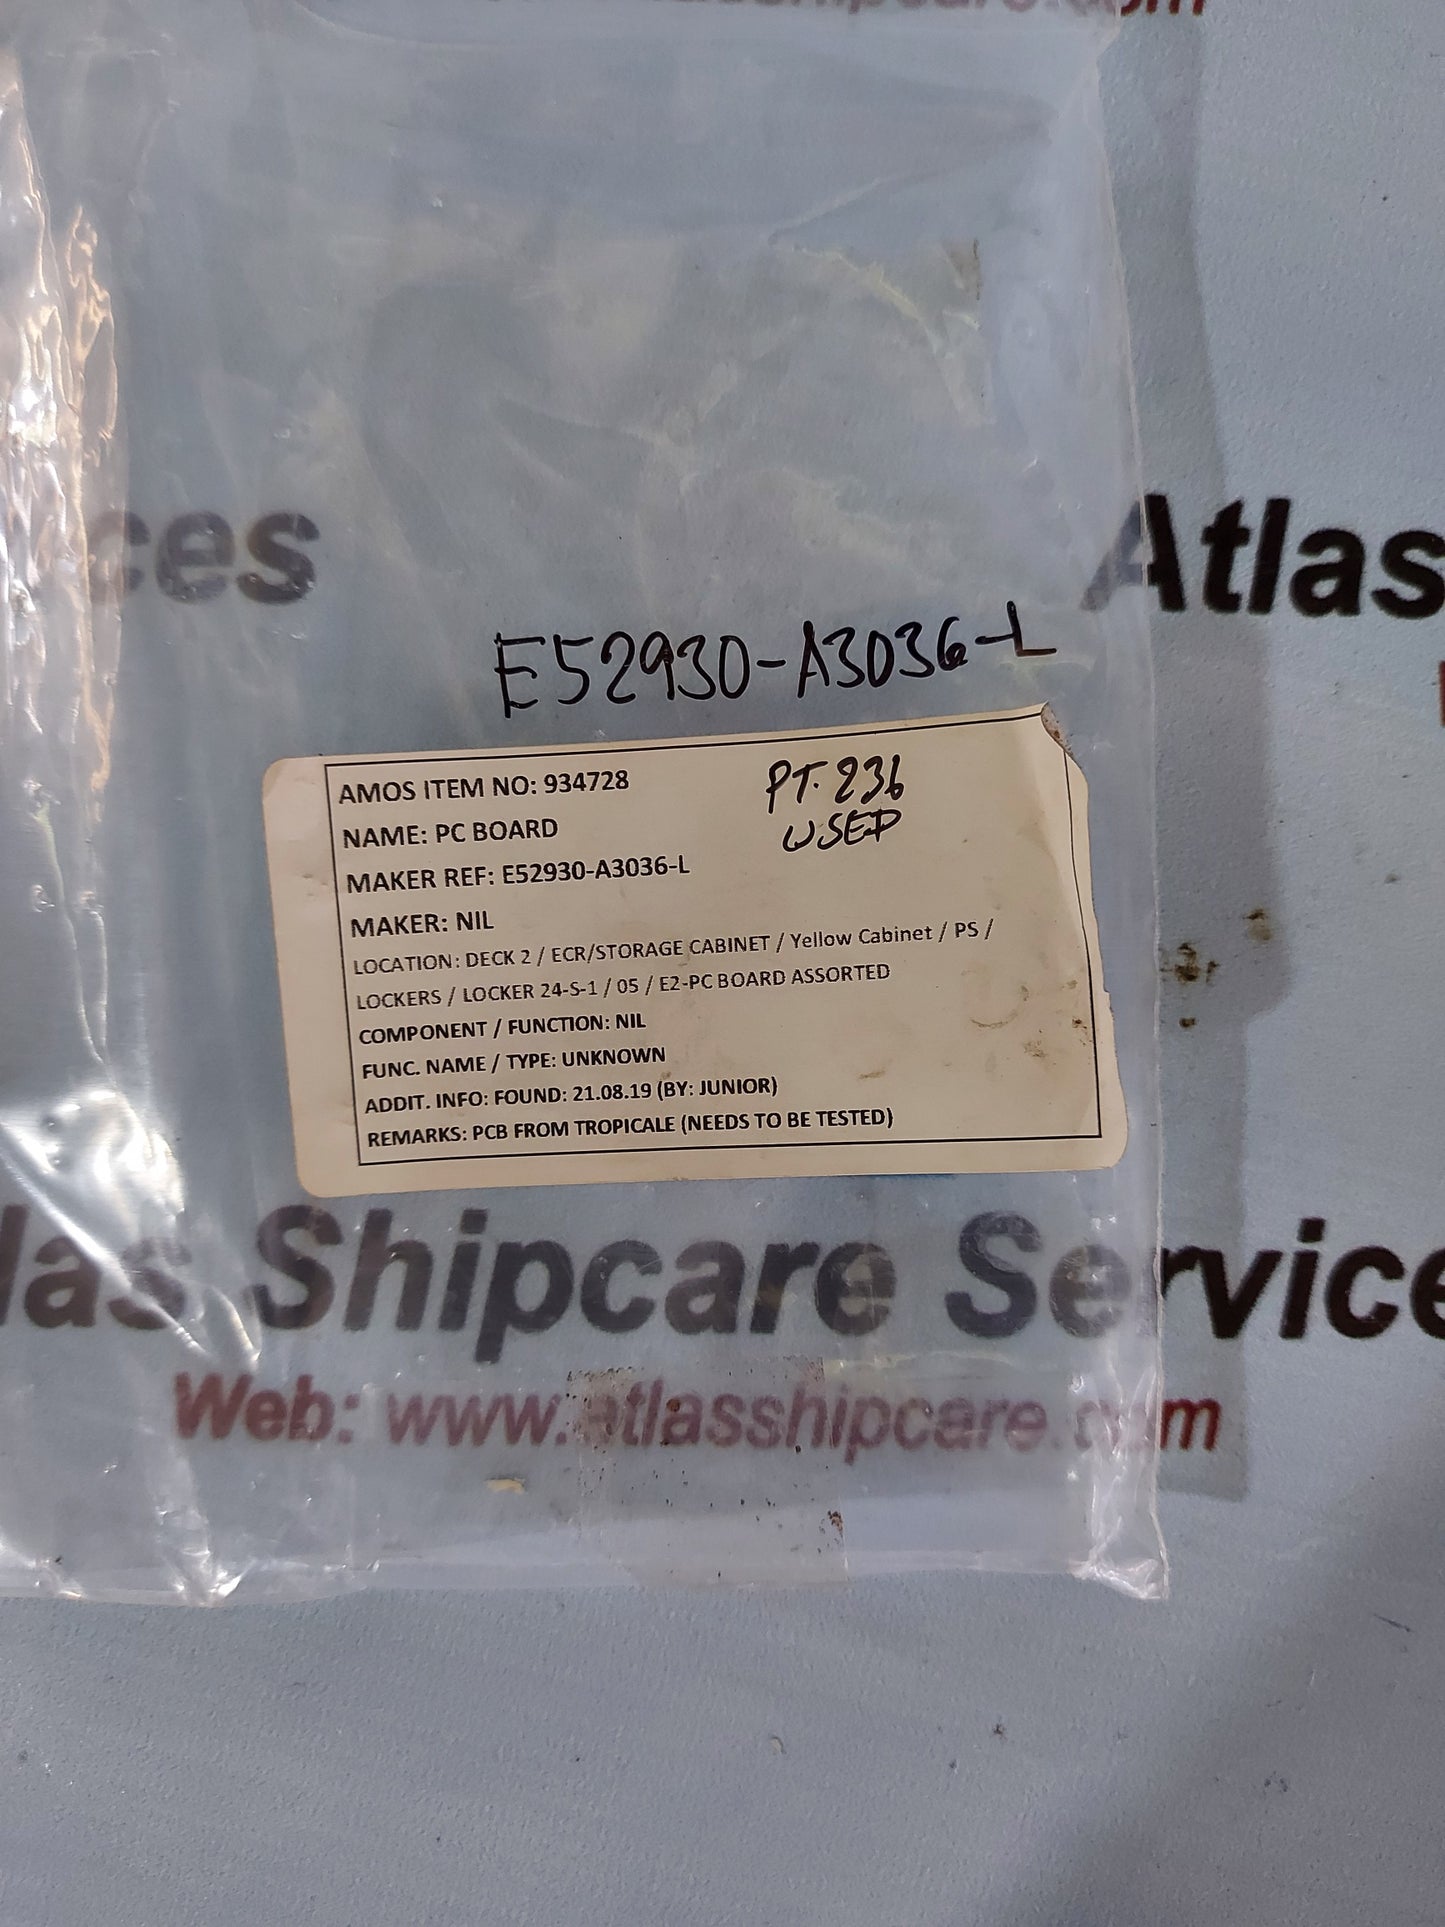 shipcare.com
ces
Atlas
E52930-A3036-L
AMOS ITEM NO: 934728
PT. 236
NAME: PC BOARD
USED
MAKER REF: E52930-A3036-L
MAKER: NIL
LOCATION: DECK 2 / ECR/STORAGE CABINET / Yellow Cabinet / PS /
LOCKERS / LOCKER 24-S-1 / 05 / E2-PC BOARD ASSORTED
COMPONENT / FUNCTION: NIL
FUNC. NAME / TYPE: UNKNOWN
ADDIT. INFO: FOUND: 21.08.19 (BY: JUNIOR)
REMARKS: PCB FROM TROPICALE (NEEDS TO BE TESTED)
las Shipcare Service
Web: www.atlasshipcare.com